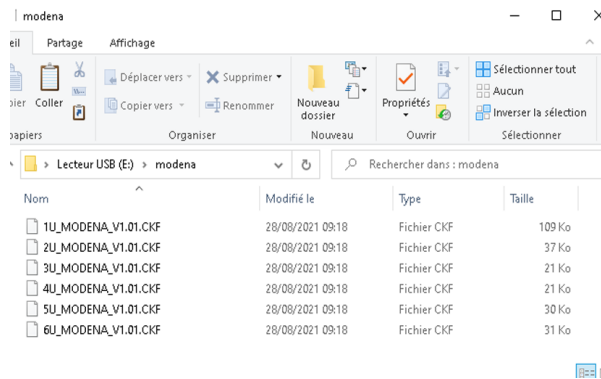 modena
eil Partage Affichage
Déplacer vers Supprimer
Sélectionner tout
Aucun
Coller
Copier vers Renommer
Nouveau dossier
Propriétés
Inverser la sélection
Organiser Nouveau Ouvrir Sélectionner
Lecteur USB (E:) > modena
Rechercher dans : modena
Nom Modifié le Type Taille
1U_MODENA_V1.01.CKF 28/08/2021 09:18 Fichier CKF 109 Ko
2U_MODENA_V1.01.CKF 28/08/2021 09:18 Fichier CKF 37 Ko
3U_MODENA_V1.01.CKF 28/08/2021 09:18 Fichier CKF 21 Ko
4U_MODENA_V1.01.CKF 28/08/2021 09:18 Fichier CKF 21 Ko
5U_MODENA_V1.01.CKF 28/08/2021 09:18 Fichier CKF 30 Ko
6U_MODENA_V1.01.CKF 28/08/2021 09:18 Fichier CKF 31 Ko